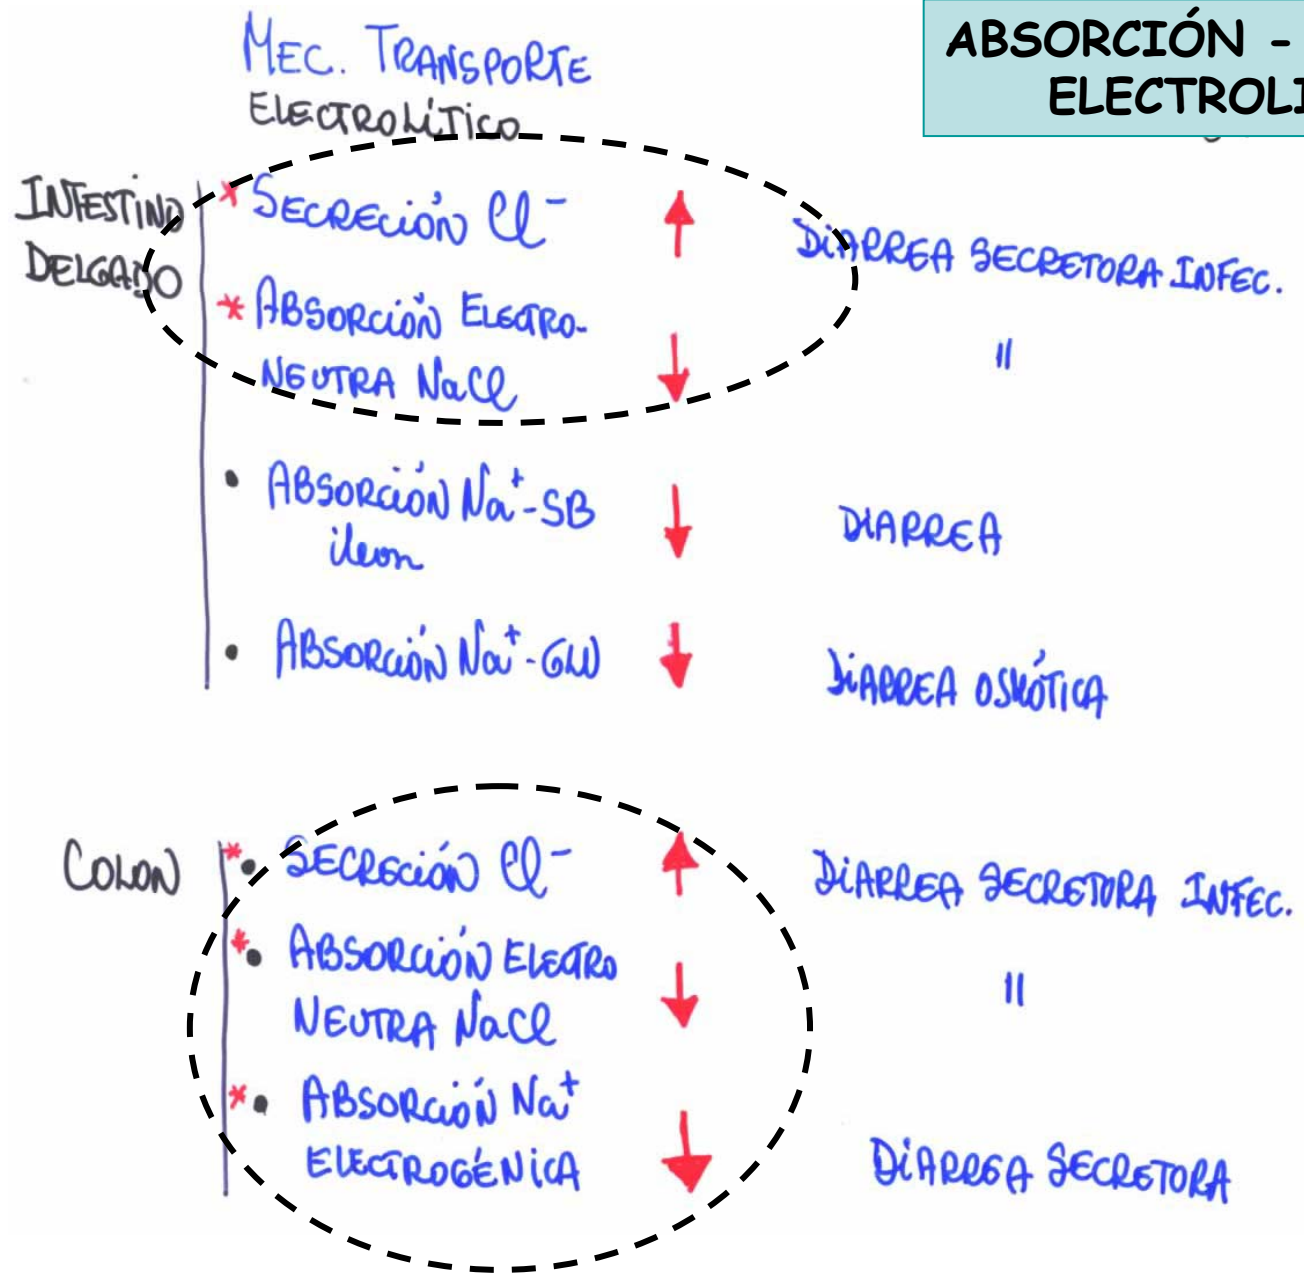 ABSORCIÓN -
ELECTROLI
MEC. TRANSPORTE
ELECTROLÍTICO
INTESTINO
DELGADO
* SECRECIÓN Cl⁻ ↑ DIARREA SECRETORA INFEC.
* ABSORCIÓN ELECTRO-
NEUTRA NaCl ↓ "
• ABSORCIÓN Na⁺-SB ↓ DIARREA
ileon
• ABSORCIÓN Na⁺-GLU ↓ DIARREA OSMÓTICA
COLON
* • SECRECIÓN Cl⁻ ↑ DIARREA SECRETORA INFEC.
* • ABSORCIÓN ELECTRO
NEUTRA NaCl ↓ "
* • ABSORCIÓN Na⁺
ELECTROGÉNICA ↓ DIARREA SECRETORA